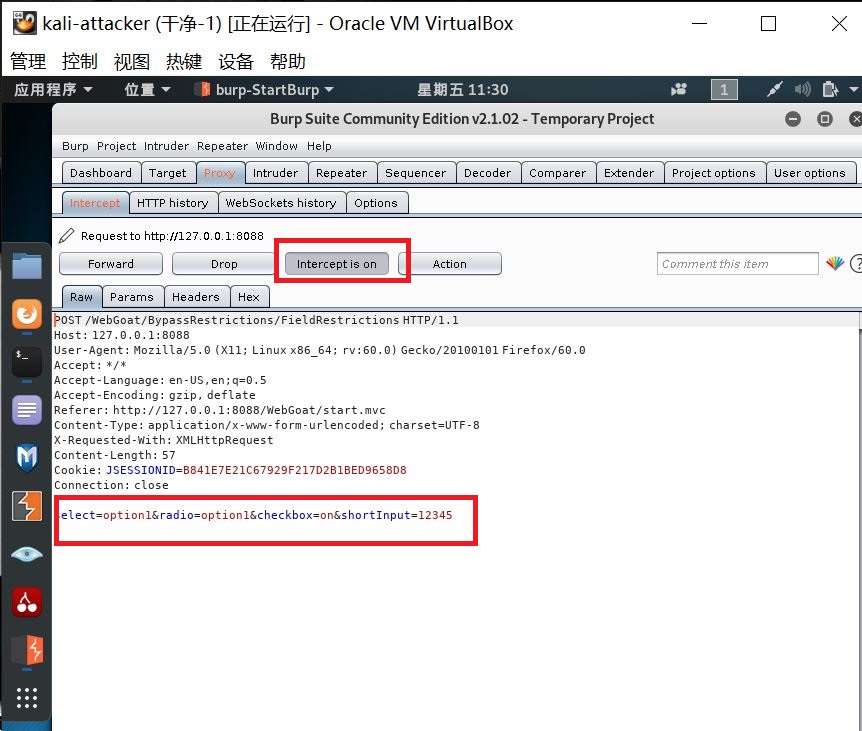 kali-attacker (干净-1) [正在运行] - Oracle VM VirtualBox
管理 控制 视图 热键 设备 帮助
应用程序 位置 burp-StartBurp 星期五 11:30 1
Burp Suite Community Edition v2.1.02 - Temporary Project
Burp Project Intruder Repeater Window Help
Dashboard Target Proxy Intruder Repeater Sequencer Decoder Comparer Extender Project options User options
Intercept HTTP history WebSockets history Options
Request to http://127.0.0.1:8088
Forward Drop Intercept is on Action Comment this item ?
Raw Params Headers Hex
POST /WebGoat/BypassRestrictions/FieldRestrictions HTTP/1.1
Host: 127.0.0.1:8088
User-Agent: Mozilla/5.0 (X11; Linux x86_64; rv:60.0) Gecko/20100101 Firefox/60.0
Accept: */*
Accept-Language: en-US,en;q=0.5
Accept-Encoding: gzip, deflate
Referer: http://127.0.0.1:8088/WebGoat/start.mvc
Content-Type: application/x-www-form-urlencoded; charset=UTF-8
X-Requested-With: XMLHttpRequest
Content-Length: 57
Cookie: JSESSIONID=B841E7E21C67929F217D2B1BED9658D8
Connection: close
select=option1&radio=option1&checkbox=on&shortInput=12345